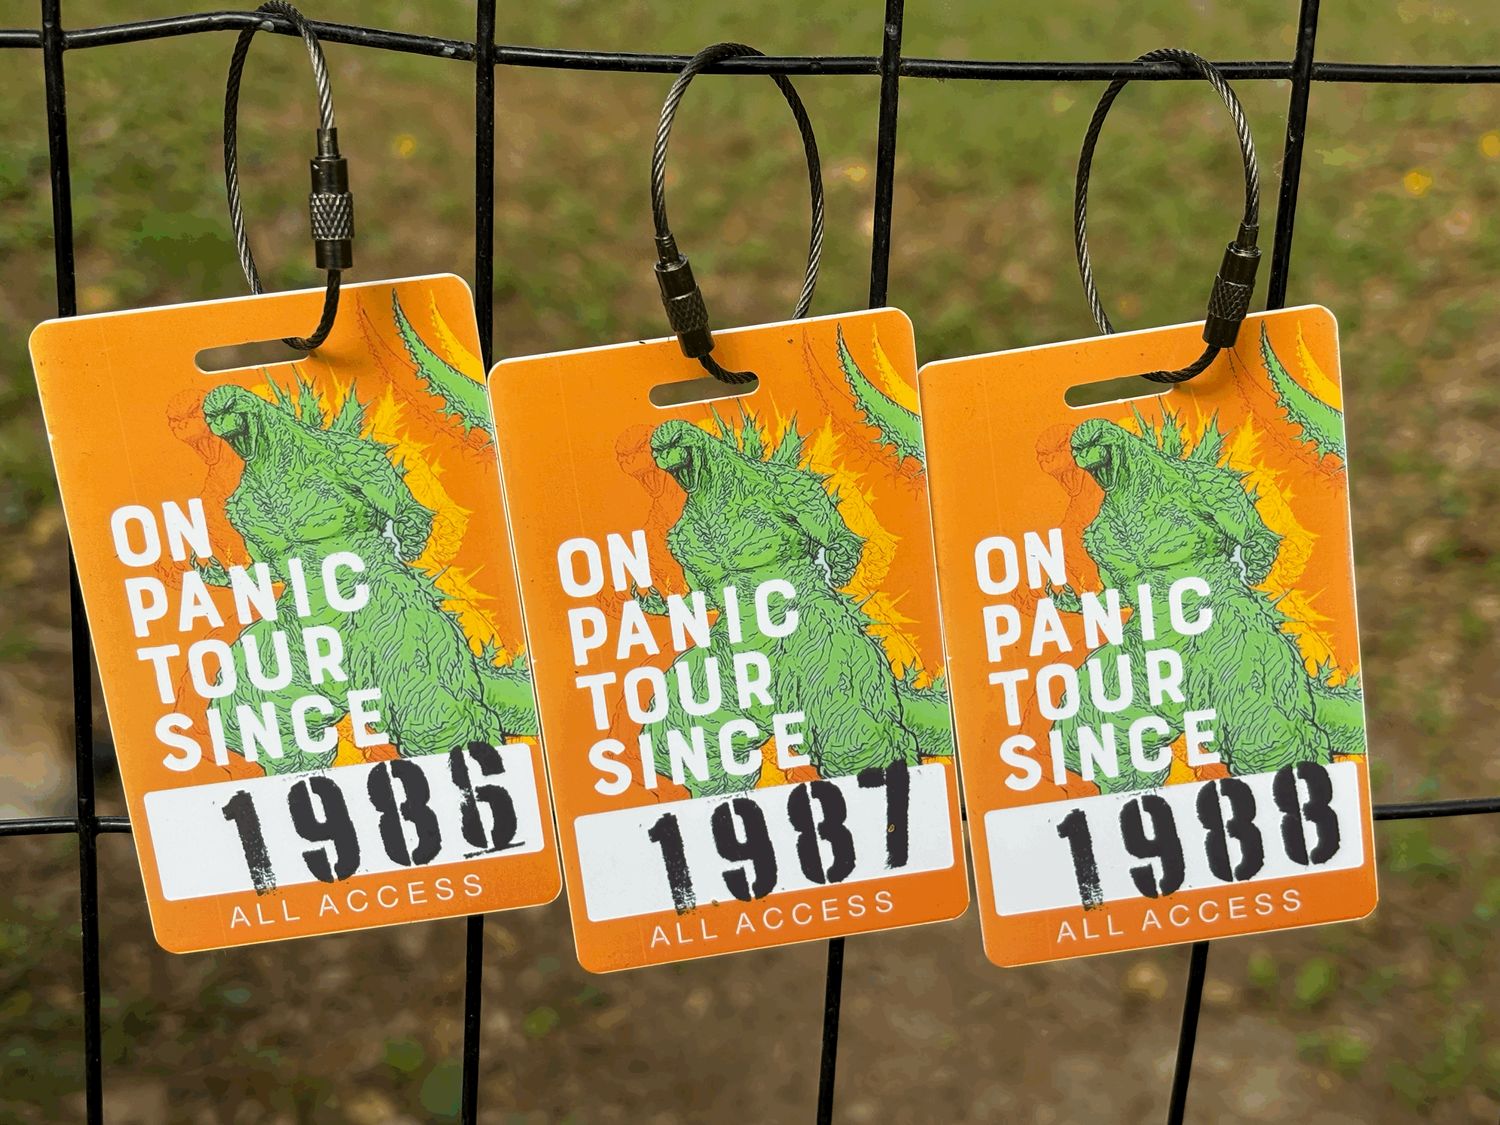 ON
PANIC
TOUR
SINCE
1986
ALL ACCESS
ON
PANIC
TOUR
SINCE
1987
ALL ACCESS
ON
PANIC
TOUR
SINCE
1988
ALL ACCESS